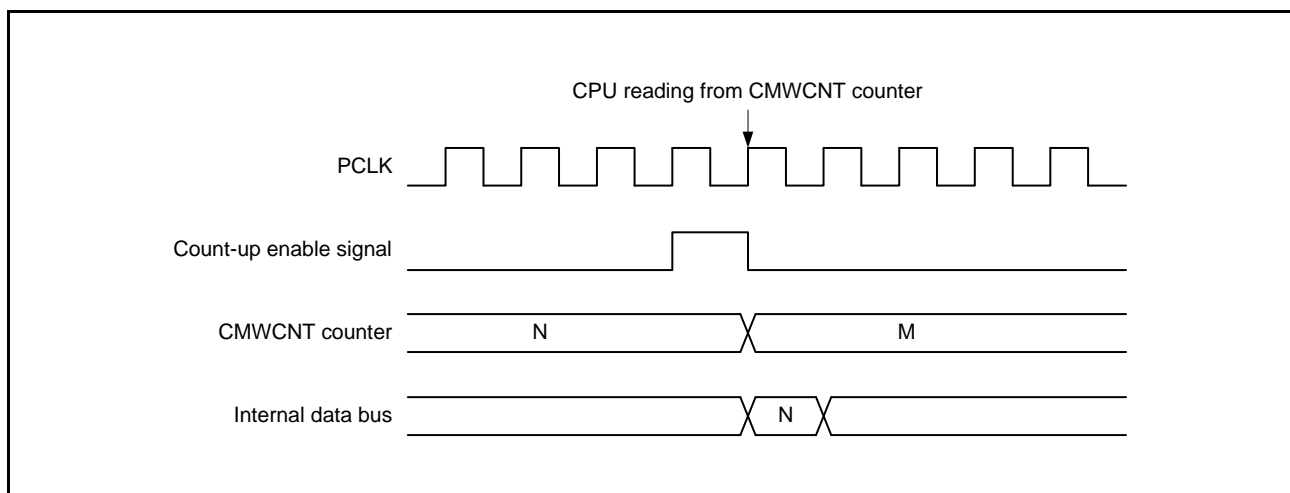 CPU reading from CMWCNT counter
PCLK
Count-up enable signal
CMWCNT counter N M
Internal data bus N